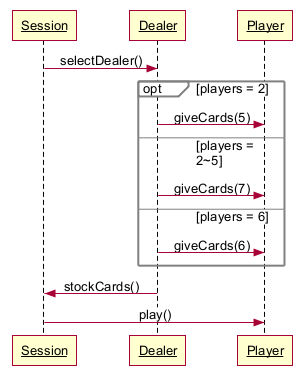 Session Dealer Player
selectDealer()
opt [players = 2]
giveCards(5)
[players =
2~5]
giveCards(7)
[players = 6]
giveCards(6)
stockCards()
play()
Session Dealer Player